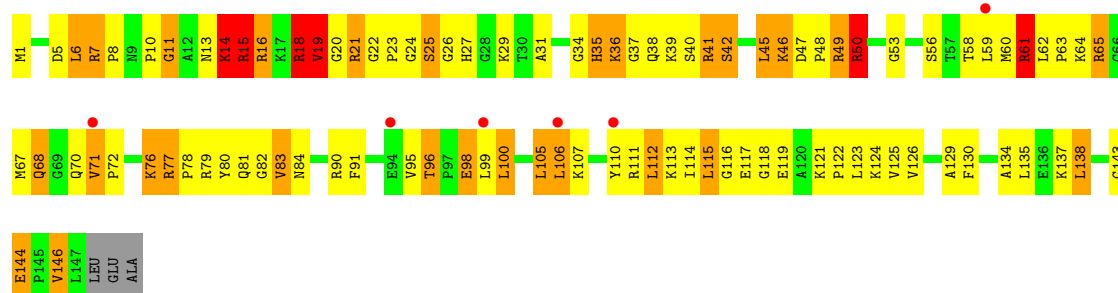 M1 D5 L6 R7 P8 N9 P10 G11 A12 N13 K14 R15 R16 K17 R18 V19 G20 R21 G22 P23 G24 S25 G26 H27 G28 K29 T30 A31 G34 H35 K36 G37 Q38 K39 S40 R41 S42 L45 K46 D47 P48 R49 R50 G53 S56 T57 T58 L59 M60 R61 L62 P63 K64 R65 G66
M67 Q68 G69 Q70 V71 P72 K76 R77 P78 R79 Y80 Q81 G82 V83 N84 R90 F91 E94 V95 T96 P97 E98 L99 L100 L105 L106 K107 Y110 R111 L112 K113 I114 L115 G116 E117 G118 E119 A120 K121 P122 L123 K124 V125 V126 A129 F130 A134 L135 E136 K137 L138 G143
E144 P145 V146 L147 LEU GLU ALA